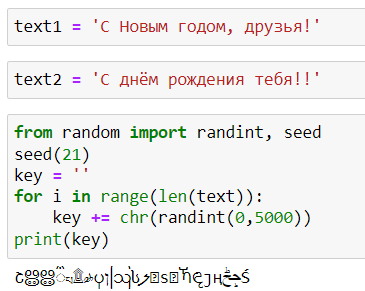 text1 = 'С Новым годом, друзья!'
text2 = 'С днём рождения тебя!!'
from random import randint, seed
seed(21)
key = ''
for i in range(len(text)):
    key += chr(randint(0,5000))
print(key)